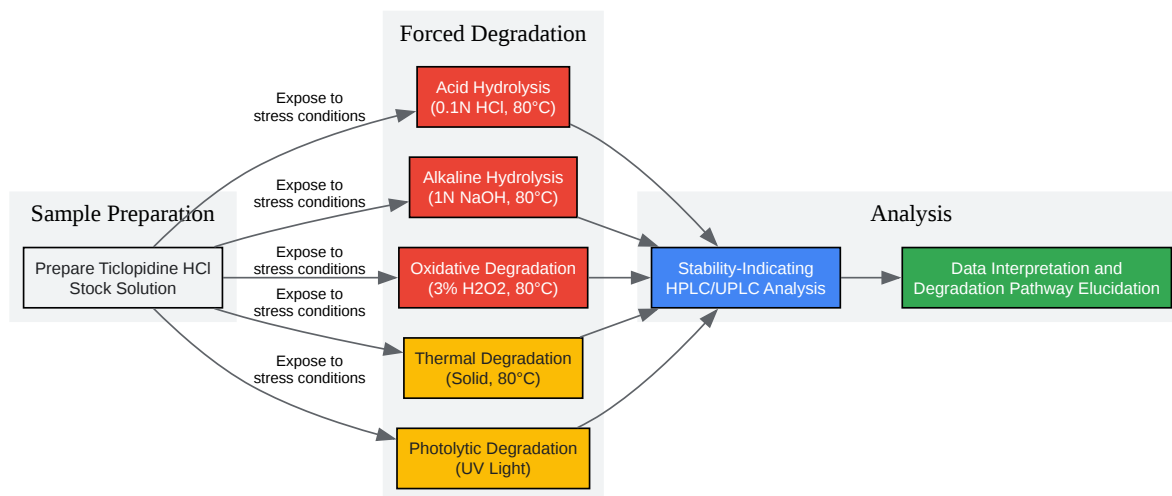 Forced Degradation
Acid Hydrolysis
(0.1N HCl, 80°C)
Expose to
stress conditions
Alkaline Hydrolysis
(1N NaOH, 80°C)
Expose to
stress conditions
Sample Preparation
Analysis
Prepare Ticlopidine HCl
Stock Solution
Expose to
stress conditions
Oxidative Degradation
(3% H2O2, 80°C)
Stability-Indicating
HPLC/UPLC Analysis
Data Interpretation and
Degradation Pathway Elucidation
Expose to
stress conditions
Thermal Degradation
(Solid, 80°C)
Expose to
stress conditions
Photolytic Degradation
(UV Light)